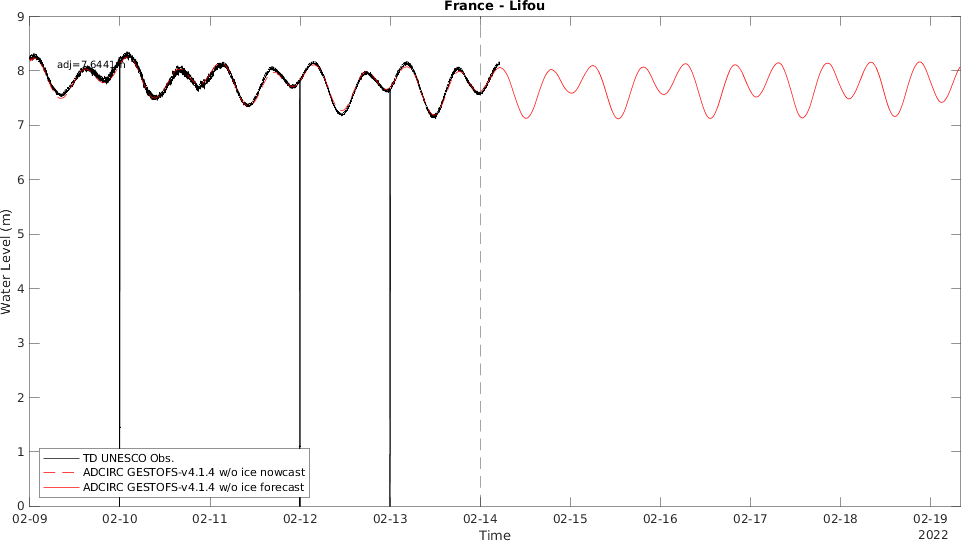 France - Lifou
9
8
7
6
5
4
3
2
1
0
Water Level (m)
adj=7.6441m
TD UNESCO Obs.
ADCIRC GESTOFS-v4.1.4 w/o ice nowcast
ADCIRC GESTOFS-v4.1.4 w/o ice forecast
02-09 02-10 02-11 02-12 02-13 02-14 02-15 02-16 02-17 02-18 02-19
Time
2022